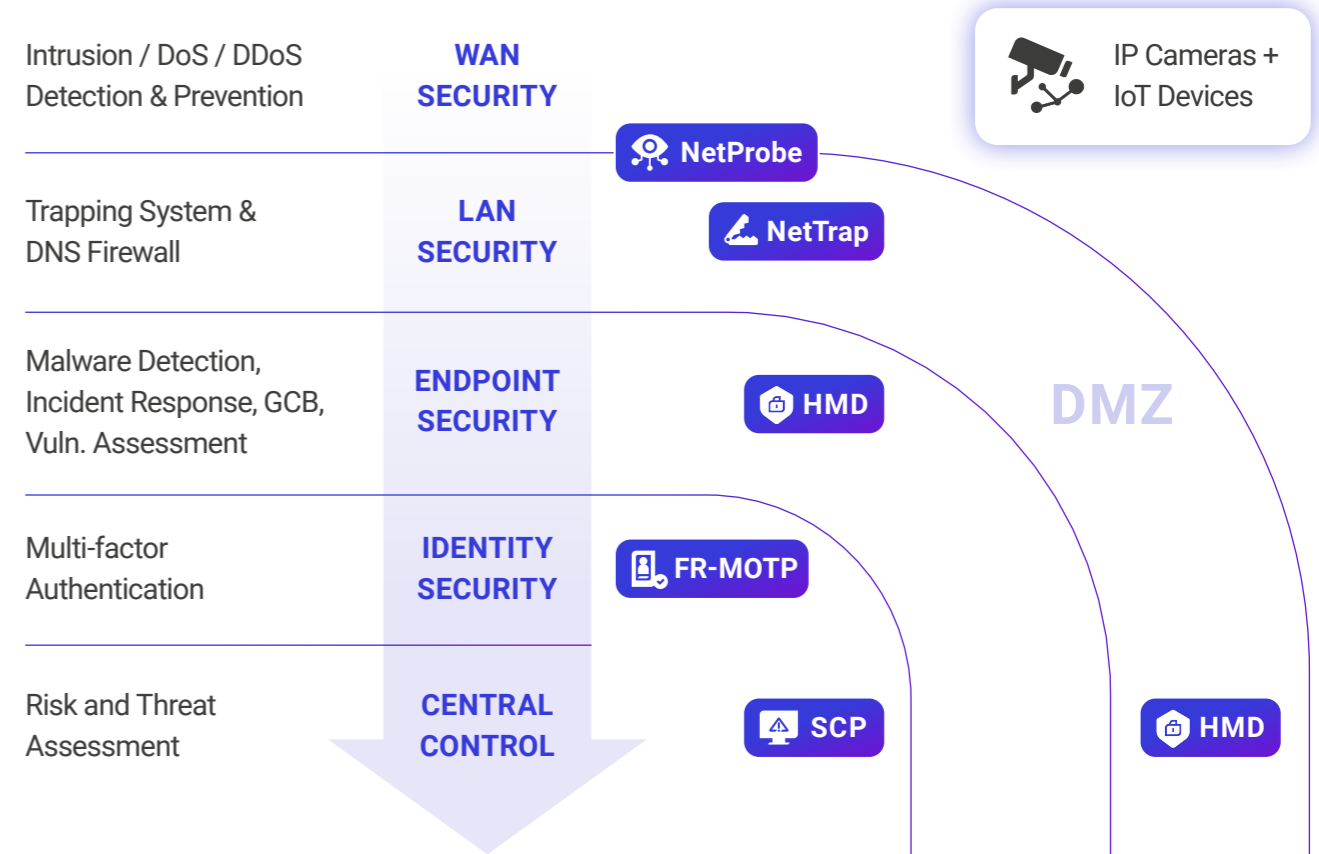 Intrusion / DoS / DDoS
Detection & Prevention
WAN
SECURITY
IP Cameras +
IoT Devices
NetProbe
Trapping System &
DNS Firewall
LAN
SECURITY
NetTrap
Malware Detection,
Incident Response, GCB,
Vuln. Assessment
ENDPOINT
SECURITY
HMD
DMZ
Multi-factor
Authentication
IDENTITY
SECURITY
FR-MOTP
Risk and Threat
Assessment
CENTRAL
CONTROL
SCP
HMD